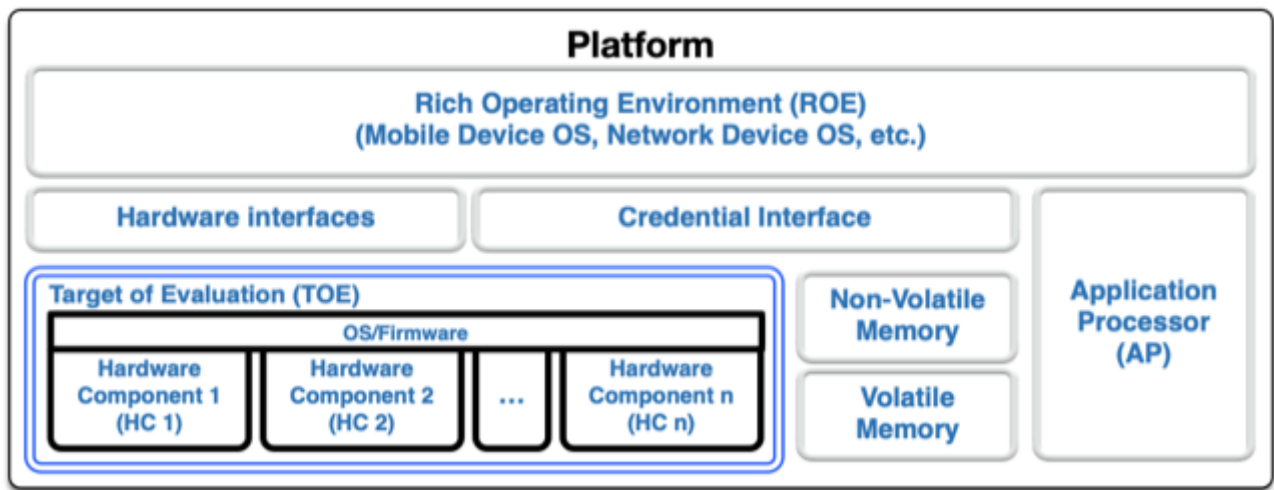 Platform
Rich Operating Environment (ROE)
(Mobile Device OS, Network Device OS, etc.)
Hardware interfaces
Credential Interface
Target of Evaluation (TOE)
OS/Firmware
Hardware
Component 1
(HC 1)
Hardware
Component 2
(HC 2)
...
Hardware
Component n
(HC n)
Non-Volatile
Memory
Volatile
Memory
Application
Processor
(AP)